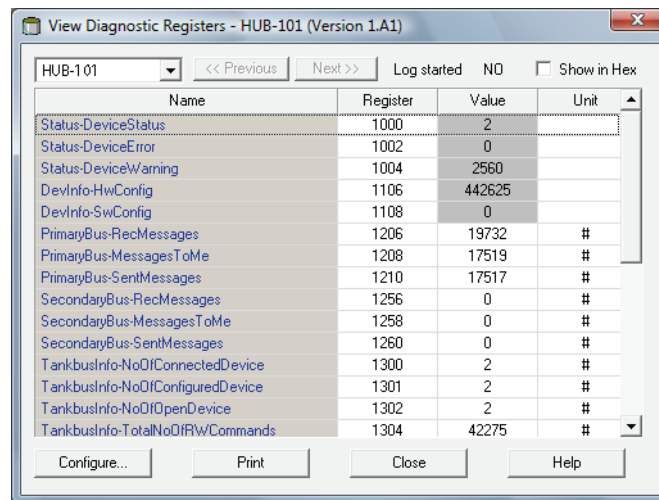 View Diagnostic Registers - HUB-101 (Version 1.A1)
HUB-101 << Previous Next >> Log started NO Show in Hex
Name Register Value Unit
Status-DeviceStatus 1000 2
Status-DeviceError 1002 0
Status-DeviceWarning 1004 2560
DevInfo-HwConfig 1106 442625
DevInfo-SwConfig 1108 0
PrimaryBus-RecMessages 1206 19732 #
PrimaryBus-MessagesToMe 1208 17519 #
PrimaryBus-SentMessages 1210 17517 #
SecondaryBus-RecMessages 1256 0 #
SecondaryBus-MessagesToMe 1258 0 #
SecondaryBus-SentMessages 1260 0 #
TankbusInfo-NoOfConnectedDevice 1300 2 #
TankbusInfo-NoOfConfiguredDevice 1301 2 #
TankbusInfo-NoOfOpenDevice 1302 2 #
TankbusInfo-TotalNoOfRWCommands 1304 42275 #
Configure... Print Close Help